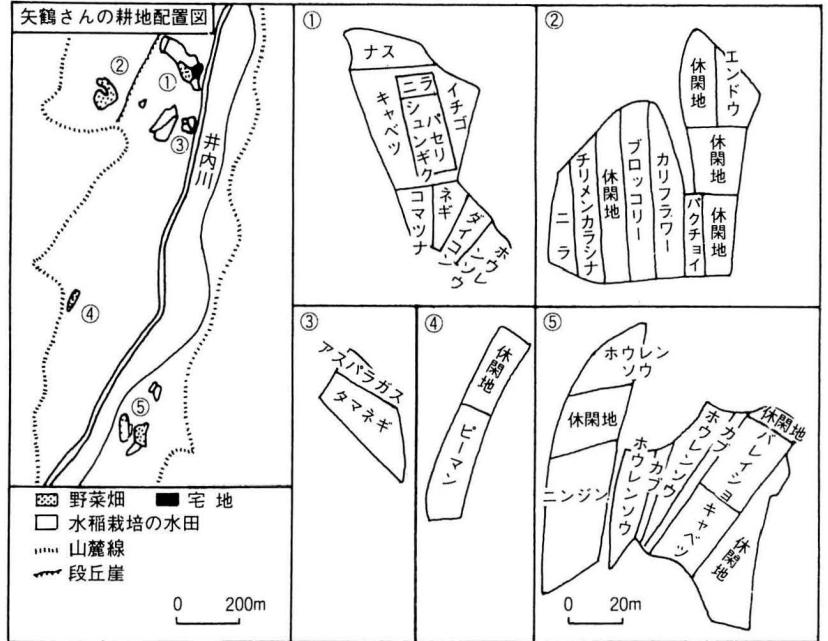 矢鶴さんの耕地配置図
②
①
③
井内川
④
⑤
野菜畑
宅地
水稲栽培の水田
山麓線
段丘崖
0 200m
①
ナス
ニラ
イチゴ
キャベツ
パセリ
シュンギク
コマツナ
ネギ
ダイコン
ホウレンソウ
②
エンドウ
休閑地
休閑地
カリフラワー
ブロッコリー
休閑地
チリメンカラシナ
ニラ
パクチョイ
休閑地
③
アスパラガス
タマネギ
④
休閑地
ピーマン
⑤
ホウレン
ソウ
休閑地
ニンジン
ホウレンソウ
カブ
ホウレンソウ
カブ
休閑地
バレイショ
キャベツ
休閑地
0 20m